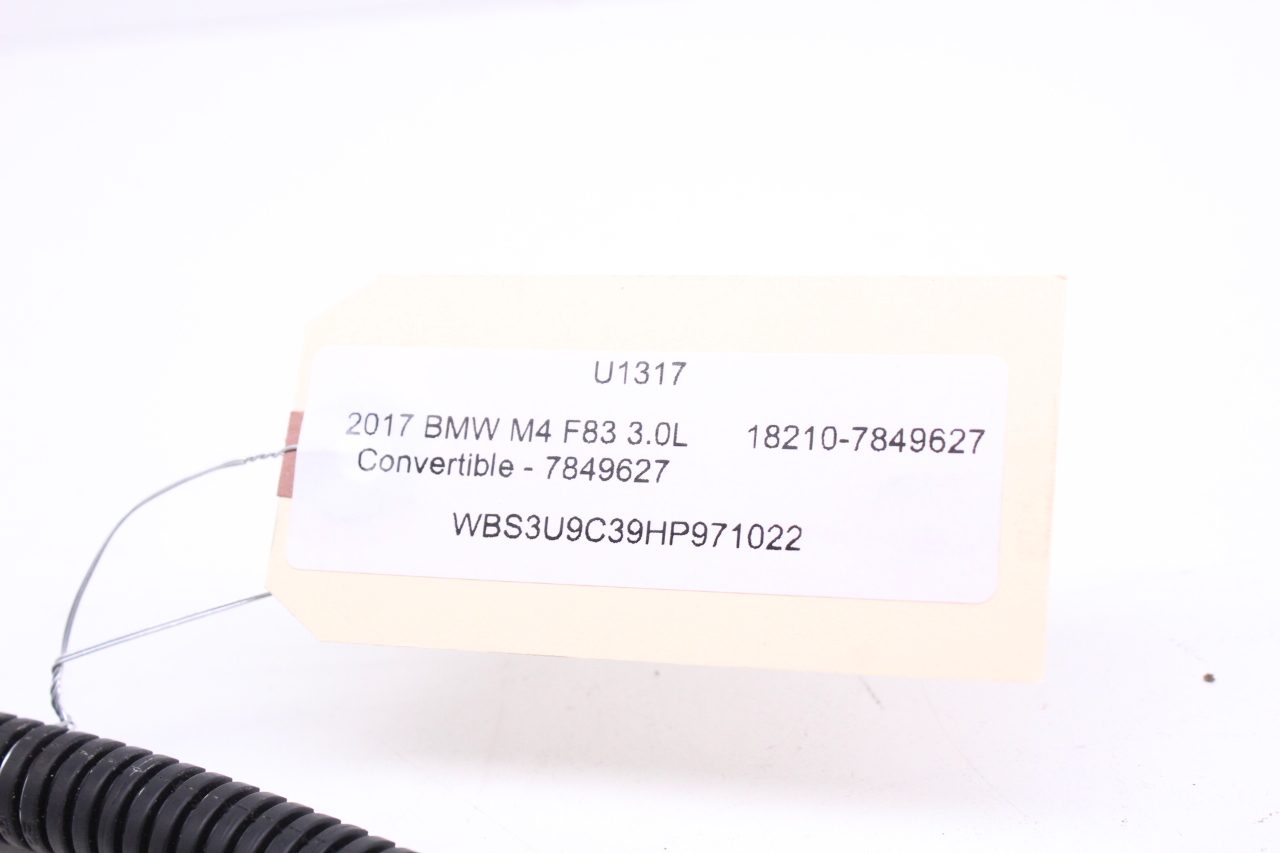 U1317
2017 BMW M4 F83 3.0L 18210-7849627
Convertible - 7849627
WBS3U9C39HP971022